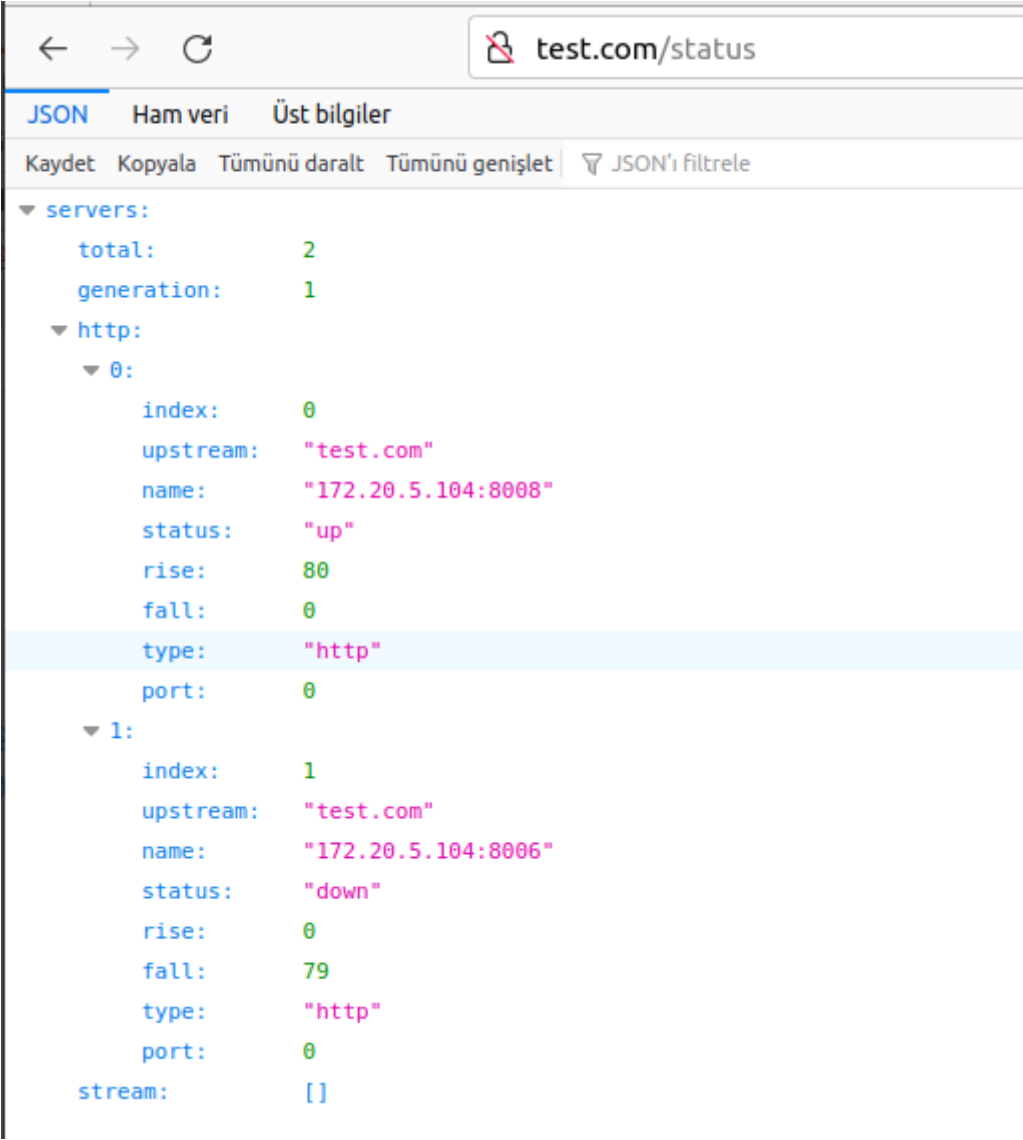 test.com/status
JSON Ham veri Üst bilgiler
Kaydet Kopyala Tümünü daralt Tümünü genişlet JSON'ı filtrele
servers:
total: 2
generation: 1
http:
0:
index: 0
upstream: "test.com"
name: "172.20.5.104:8008"
status: "up"
rise: 80
fall: 0
type: "http"
port: 0
1:
index: 1
upstream: "test.com"
name: "172.20.5.104:8006"
status: "down"
rise: 0
fall: 79
type: "http"
port: 0
stream: []